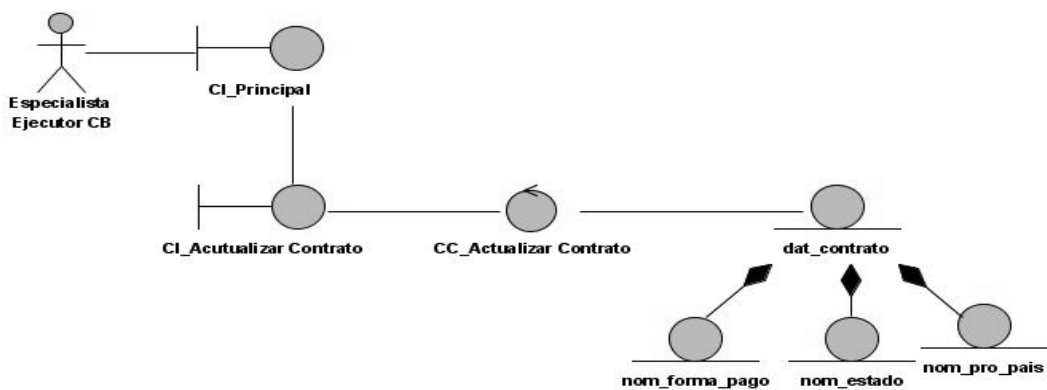 Especialista
Ejecutor CB
CI_Principal
CI_Acutualizar Contrato
CC_Actualizar Contrato
dat_contrato
nom_forma_pago
nom_estado
nom_pro_pais